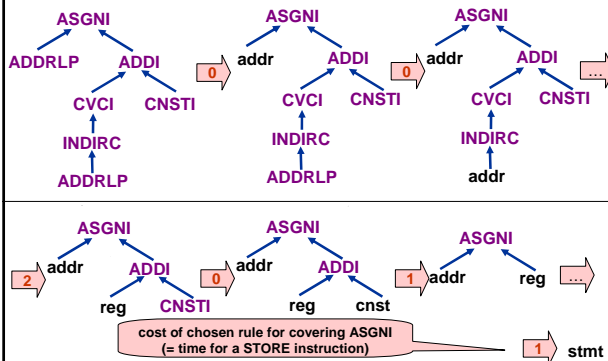 ASGNI ASGNI ASGNI
ADDRLP ADDI 0 addr ADDI 0 addr ADDI ...
CVCI CNSTI CVCI CNSTI CVCI CNSTI
INDIRC INDIRC INDIRC
ADDRLP ADDRLP addr
ASGNI ASGNI ASGNI
2 addr ADDI 0 addr ADDI 1 addr reg ...
reg CNSTI reg cnst
cost of chosen rule for covering ASGNI
(= time for a STORE instruction)
1 stmt